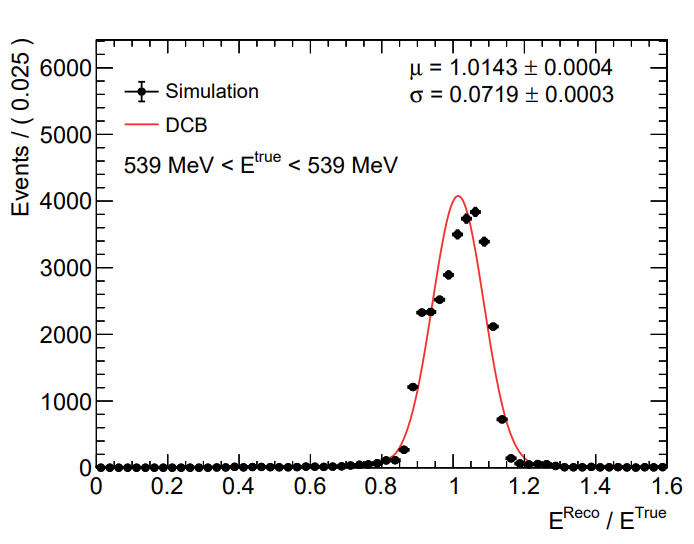 Events / ( 0.025 )
6000
5000
4000
3000
2000
1000
0
μ = 1.0143 ± 0.0004
σ = 0.0719 ± 0.0003
Simulation
DCB
539 MeV < E^true < 539 MeV
0 0.2 0.4 0.6 0.8 1 1.2 1.4 1.6
E^Reco / E^True